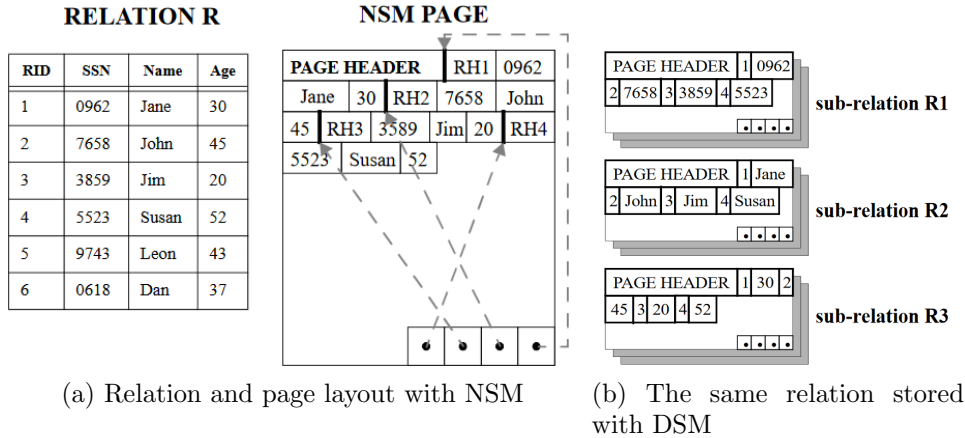 RELATION R
RID SSN Name Age
1 0962 Jane 30
2 7658 John 45
3 3859 Jim 20
4 5523 Susan 52
5 9743 Leon 43
6 0618 Dan 37
NSM PAGE
PAGE HEADER RH1 0962
Jane 30 RH2 7658 John
45 RH3 3589 Jim 20 RH4
5523 Susan 52
(a) Relation and page layout with NSM
PAGE HEADER 1 0962
2 7658 3 3859 4 5523
sub-relation R1
PAGE HEADER 1 Jane
2 John 3 Jim 4 Susan
sub-relation R2
PAGE HEADER 1 30 2
45 3 20 4 52
sub-relation R3
(b) The same relation stored
with DSM